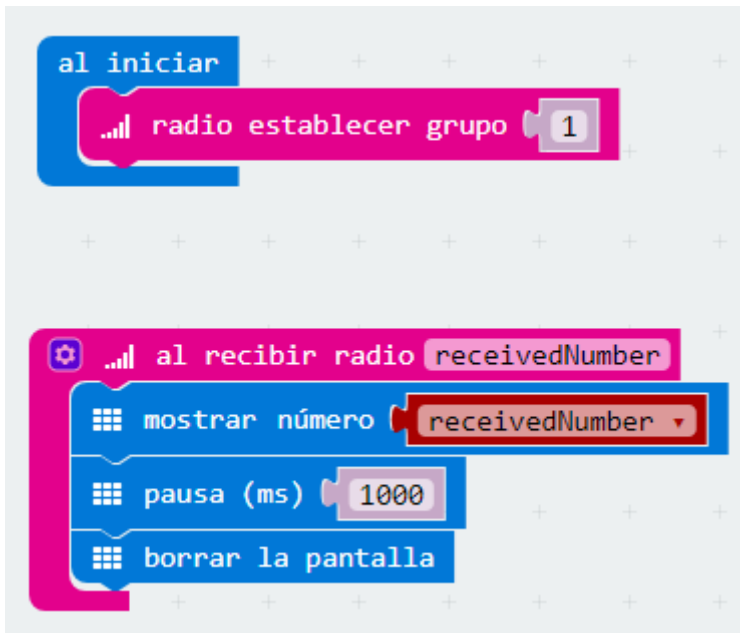 al iniciar
radio establecer grupo 1
al recibir radio receivedNumber
mostrar número receivedNumber
pausa (ms) 1000
borrar la pantalla